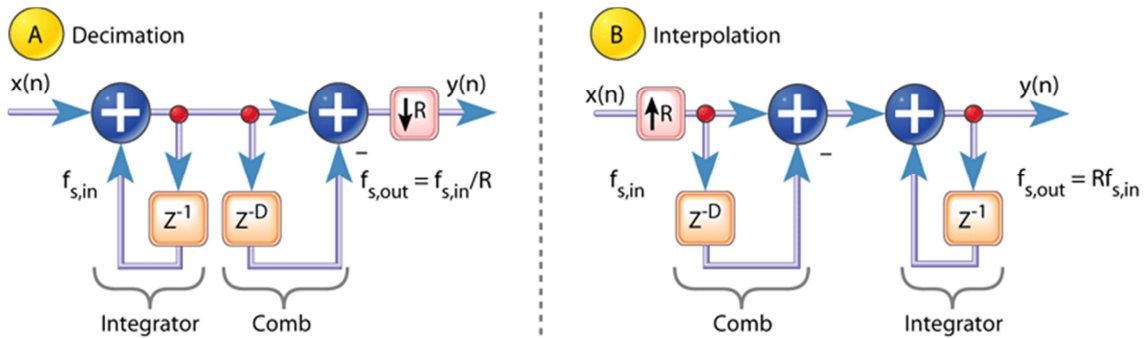 A Decimation
x(n)
+
+
↓R
y(n)
−
f_s,in
Z⁻¹
Z⁻ᴰ
f_s,out = f_s,in/R
Integrator
Comb
B Interpolation
x(n)
↑R
+
+
y(n)
−
f_s,in
Z⁻ᴰ
Z⁻¹
f_s,out = Rf_s,in
Comb
Integrator